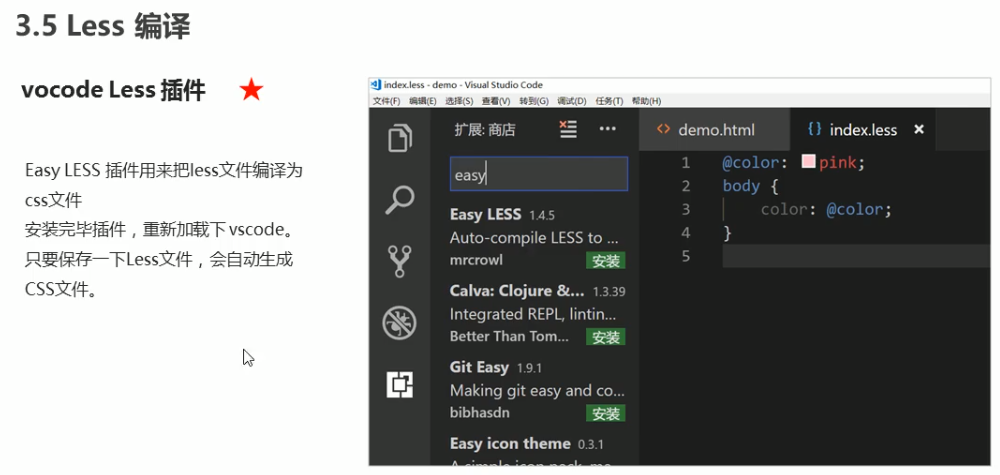 3.5 Less 编译
vocode Less 插件
Easy LESS 插件用来把less文件编译为
css文件
安装完毕插件，重新加载下 vscode。
只要保存一下Less文件，会自动生成
CSS文件。
index.less - demo - Visual Studio Code
文件(F) 编辑(E) 选择(S) 查看(V) 转到(G) 调试(D) 任务(T) 帮助(H)
扩展: 商店
easy
Easy LESS 1.4.5
Auto-compile LESS to ...
mrcrowl 安装
Calva: Clojure &... 1.3.39
Integrated REPL, lintin...
Better Than Tom... 安装
Git Easy 1.9.1
Making git easy and co...
bibhasdn 安装
Easy icon theme 0.3.1
demo.html {} index.less ×
1 @color: pink;
2 body {
3 color: @color;
4 }
5